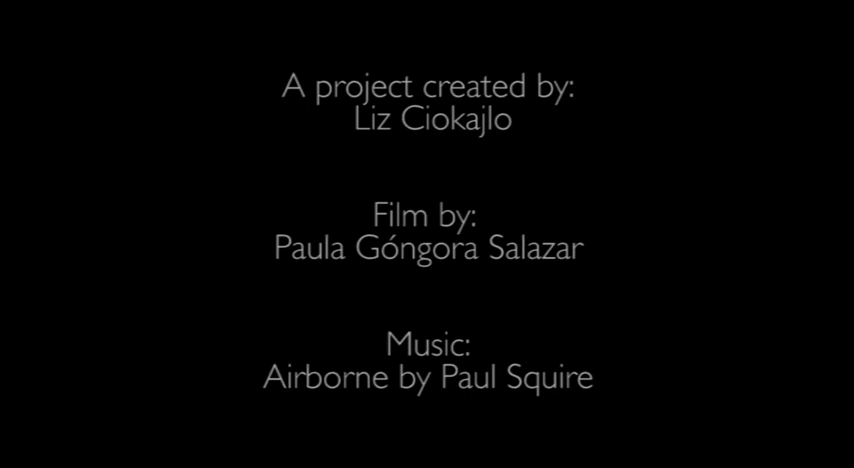 A project created by:
Liz Ciokajlo
Film by:
Paula Góngora Salazar
Music:
Airborne by Paul Squire